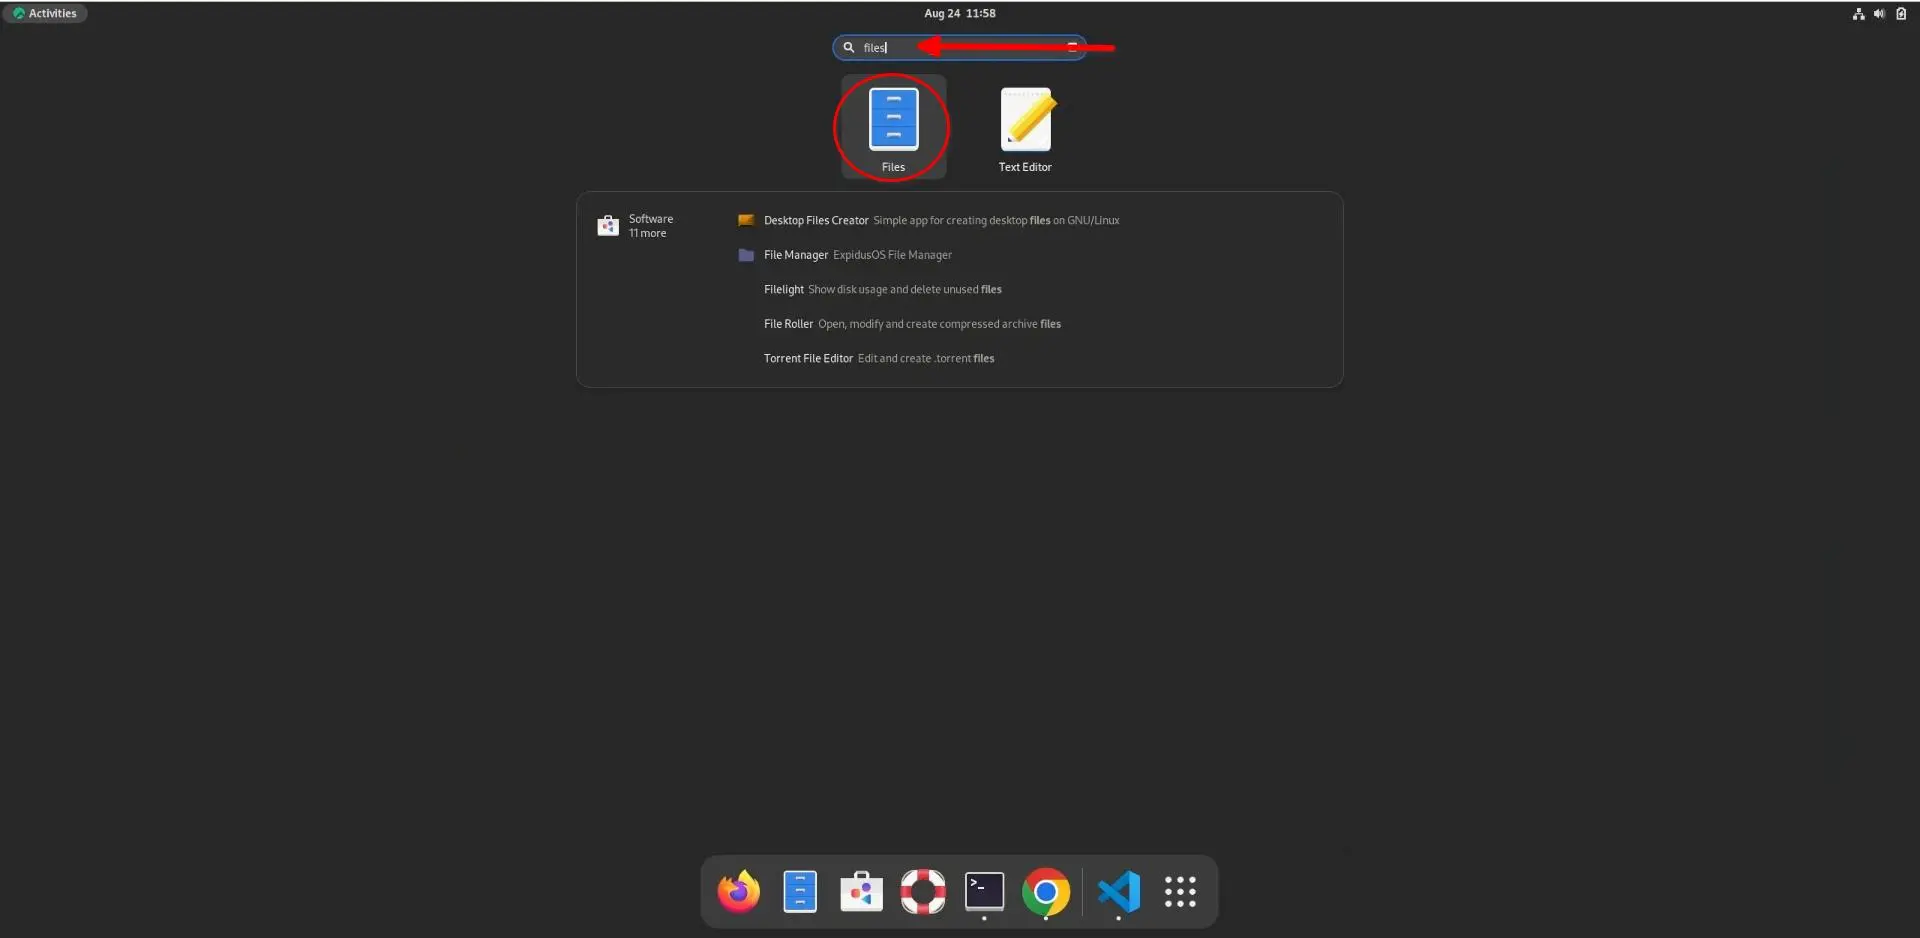 Activities
Aug 24 11:58
files
Files
Text Editor
Software
11 more
Desktop Files Creator Simple app for creating desktop files on GNU/Linux
File Manager ExpidusOS File Manager
Filelight Show disk usage and delete unused files
File Roller Open, modify and create compressed archive files
Torrent File Editor Edit and create .torrent files
>_